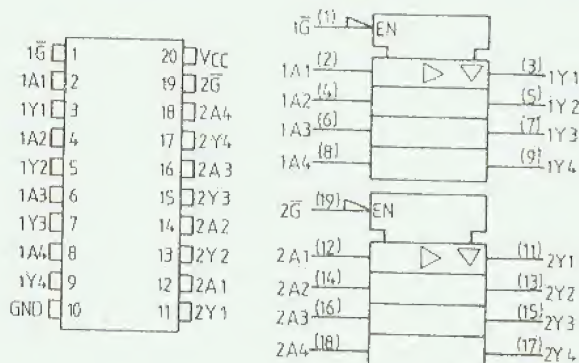 1G̅ 1 20 VCC
1A1 2 19 2G̅
1Y1 3 18 2A4
1A2 4 17 2Y4
1Y2 5 16 2A3
1A3 6 15 2Y3
1Y3 7 14 2A2
1A4 8 13 2Y2
1Y4 9 12 2A1
GND 10 11 2Y1
1G̅ (1) EN
1A1 (2) (3) 1Y1
1A2 (4) (5) 1Y2
1A3 (6) (7) 1Y3
1A4 (8) (9) 1Y4
2G̅ (19) EN
2A1 (12) (11) 2Y1
2A2 (14) (13) 2Y2
2A3 (16) (15) 2Y3
2A4 (18) (17) 2Y4